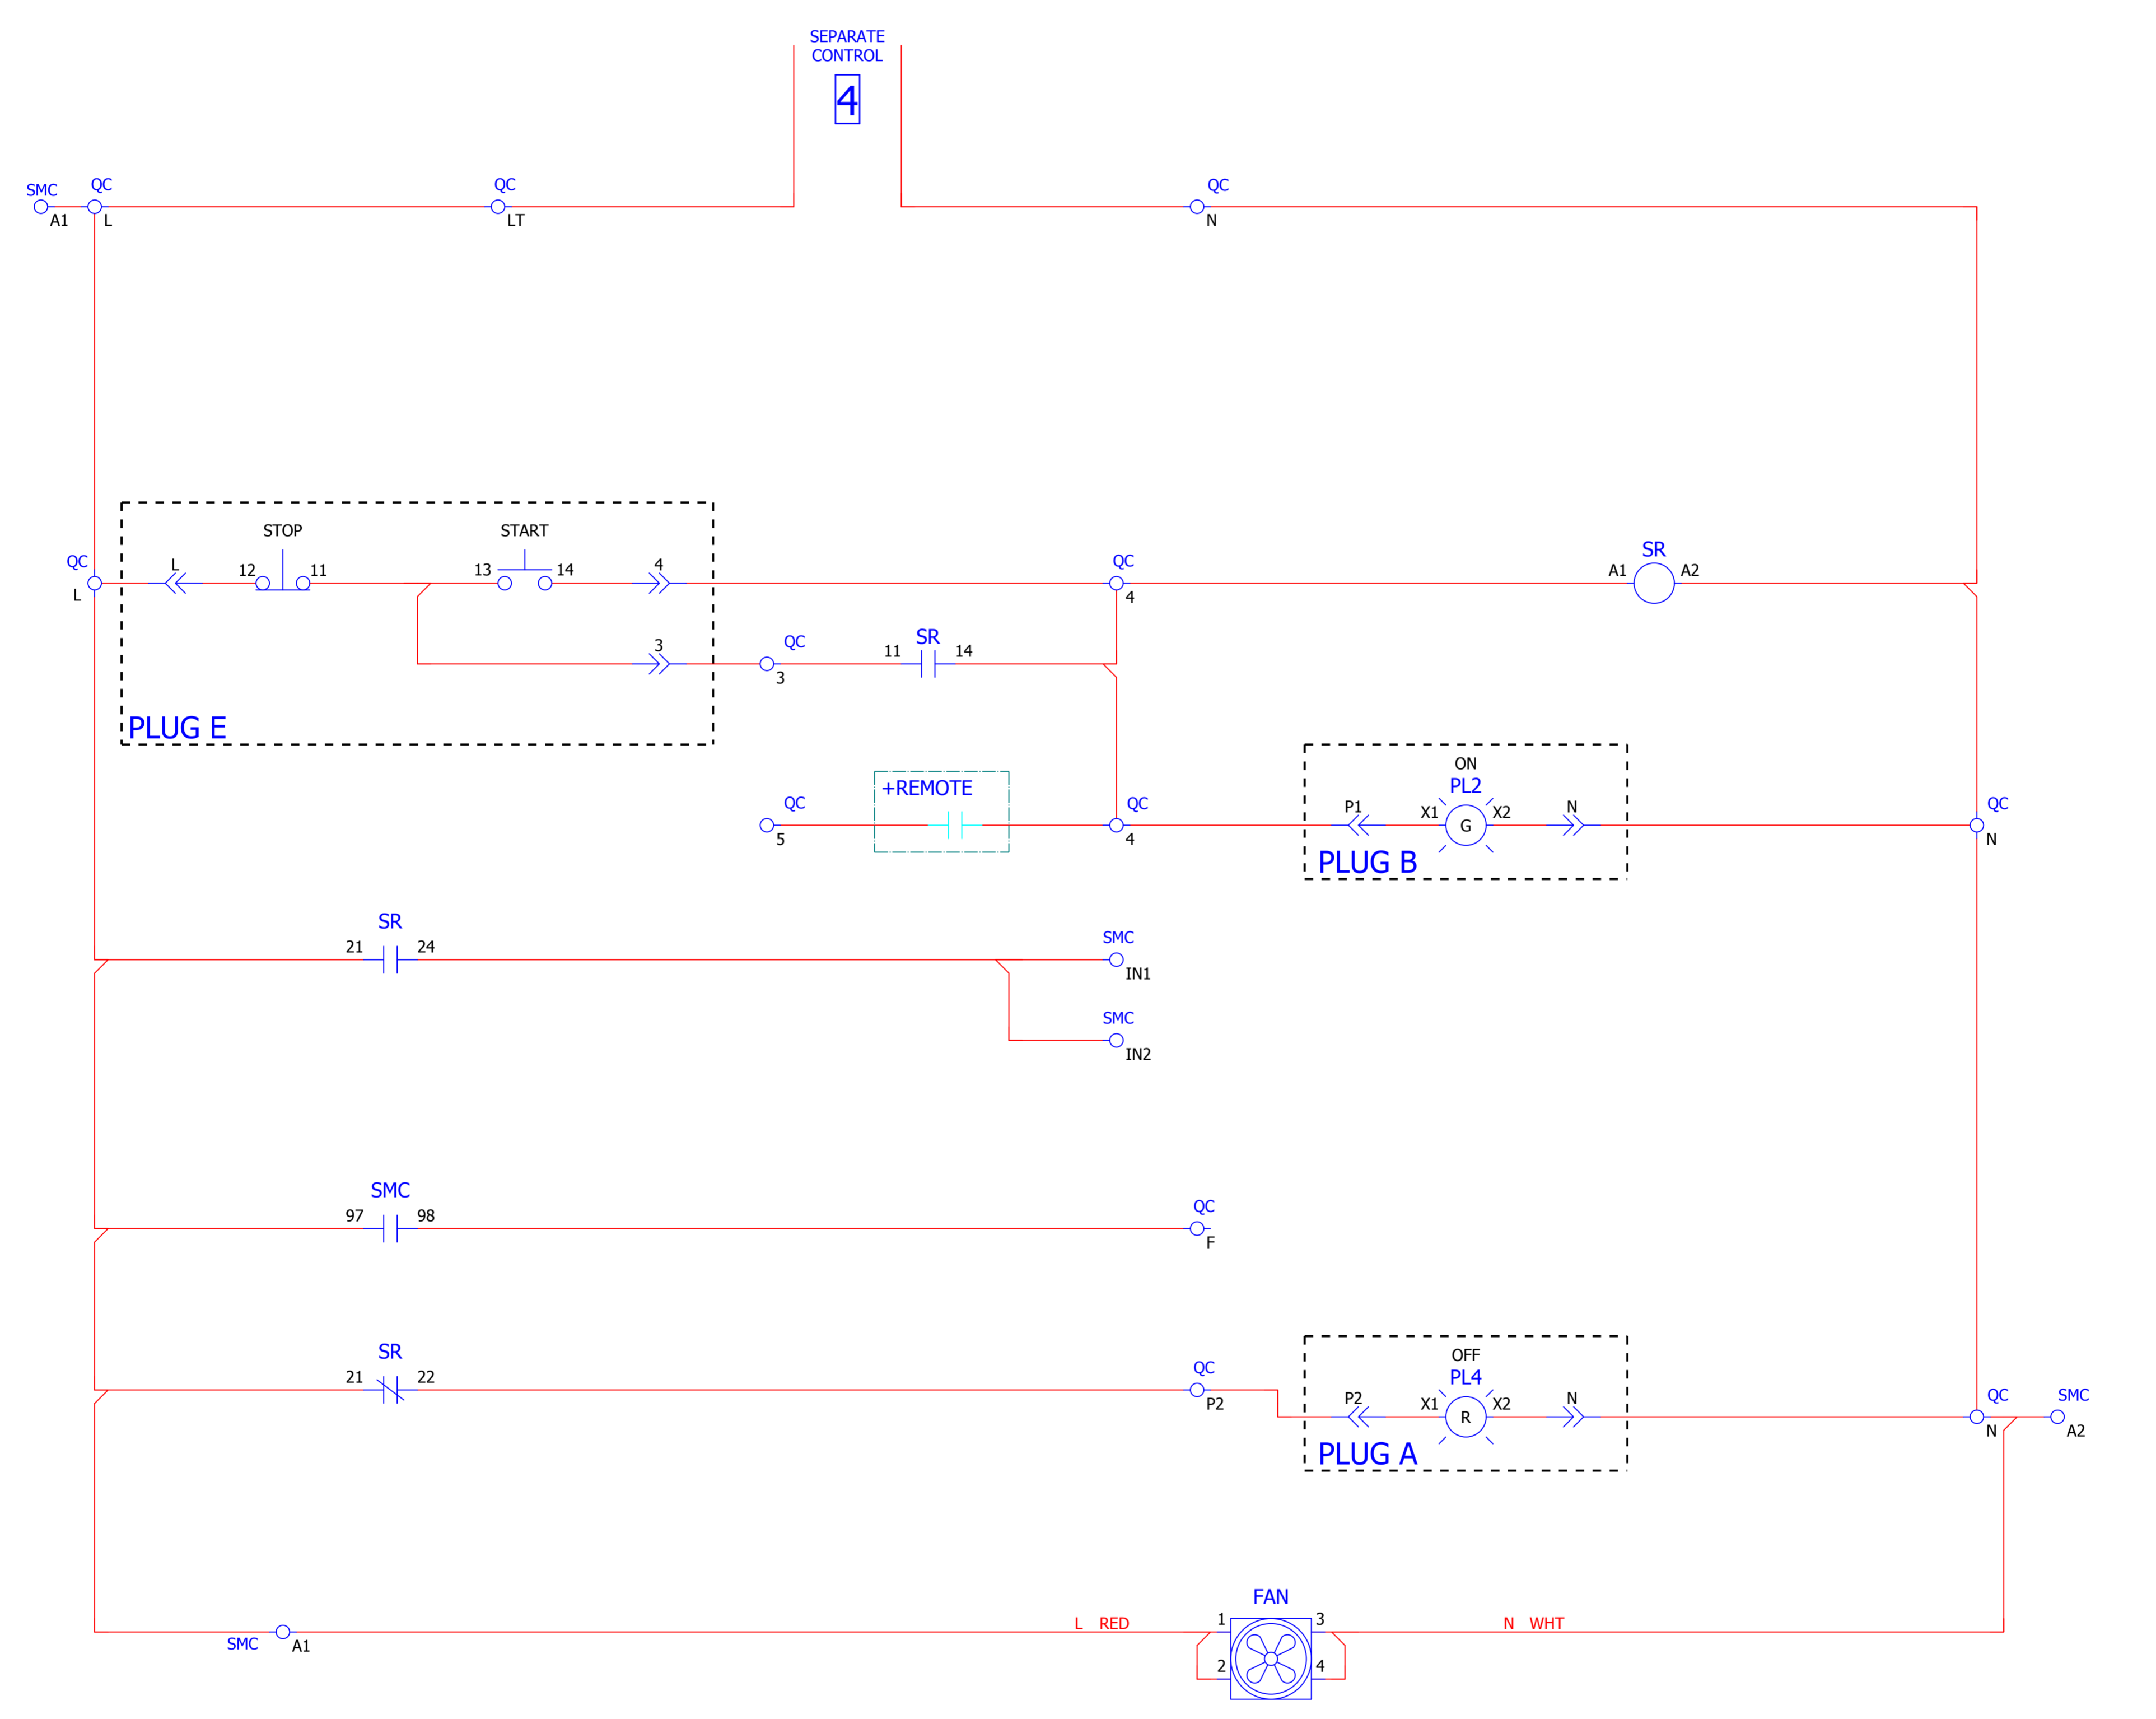 SEPARATE
CONTROL
4
SMC
QC
QC
QC
A1
L
LT
N
STOP
START
QC
L
12
11
13
14
4
QC
SR
A1
A2
L
4
3
QC
SR
11
14
3
PLUG E
+REMOTE
QC
QC
ON
PL2
P1
X1
G
X2
N
QC
5
4
N
PLUG B
SR
21
24
SMC
IN1
SMC
IN2
SMC
97
98
QC
F
SR
21
22
QC
P2
OFF
PL4
P2
X1
R
X2
N
QC
SMC
N
A2
PLUG A
FAN
L RED
1
3
N WHT
SMC
A1
2
4